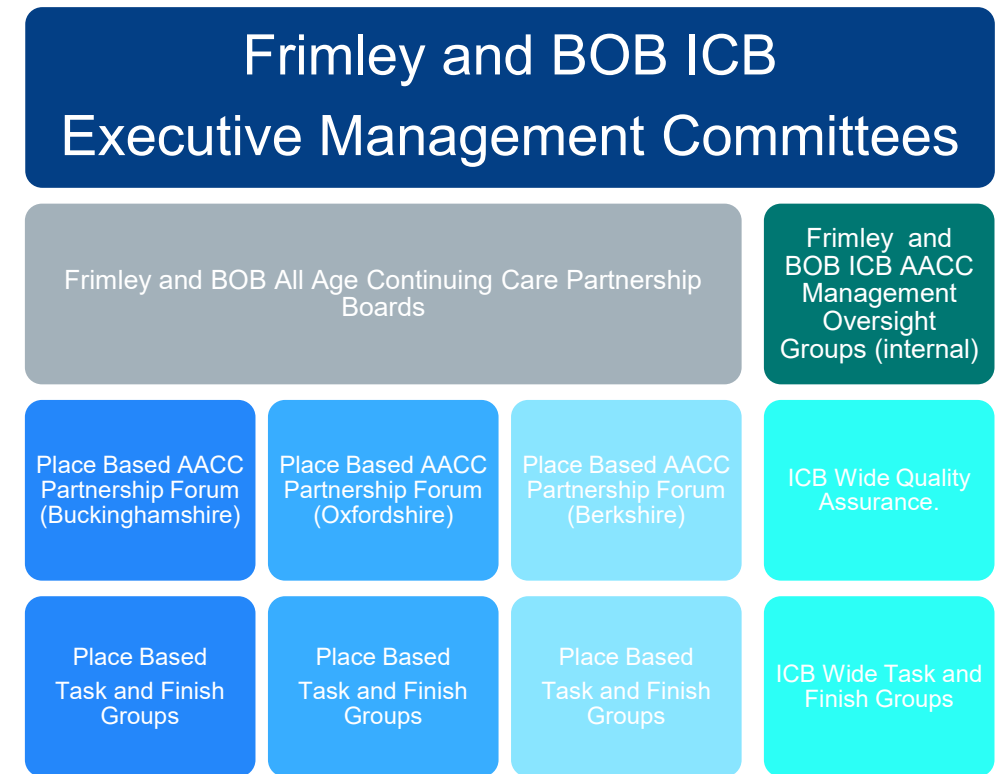 Frimley and BOB ICB
Executive Management Committees
Frimley and BOB All Age Continuing Care Partnership
Boards
Frimley and
BOB ICB AACC
Management
Oversight
Groups (internal)
Place Based AACC
Partnership Forum
(Buckinghamshire)
Place Based AACC
Partnership Forum
(Oxfordshire)
Place Based AACC
Partnership Forum
(Berkshire)
ICB Wide Quality
Assurance.
Place Based
Task and Finish
Groups
Place Based
Task and Finish
Groups
Place Based
Task and Finish
Groups
ICB Wide Task and
Finish Groups